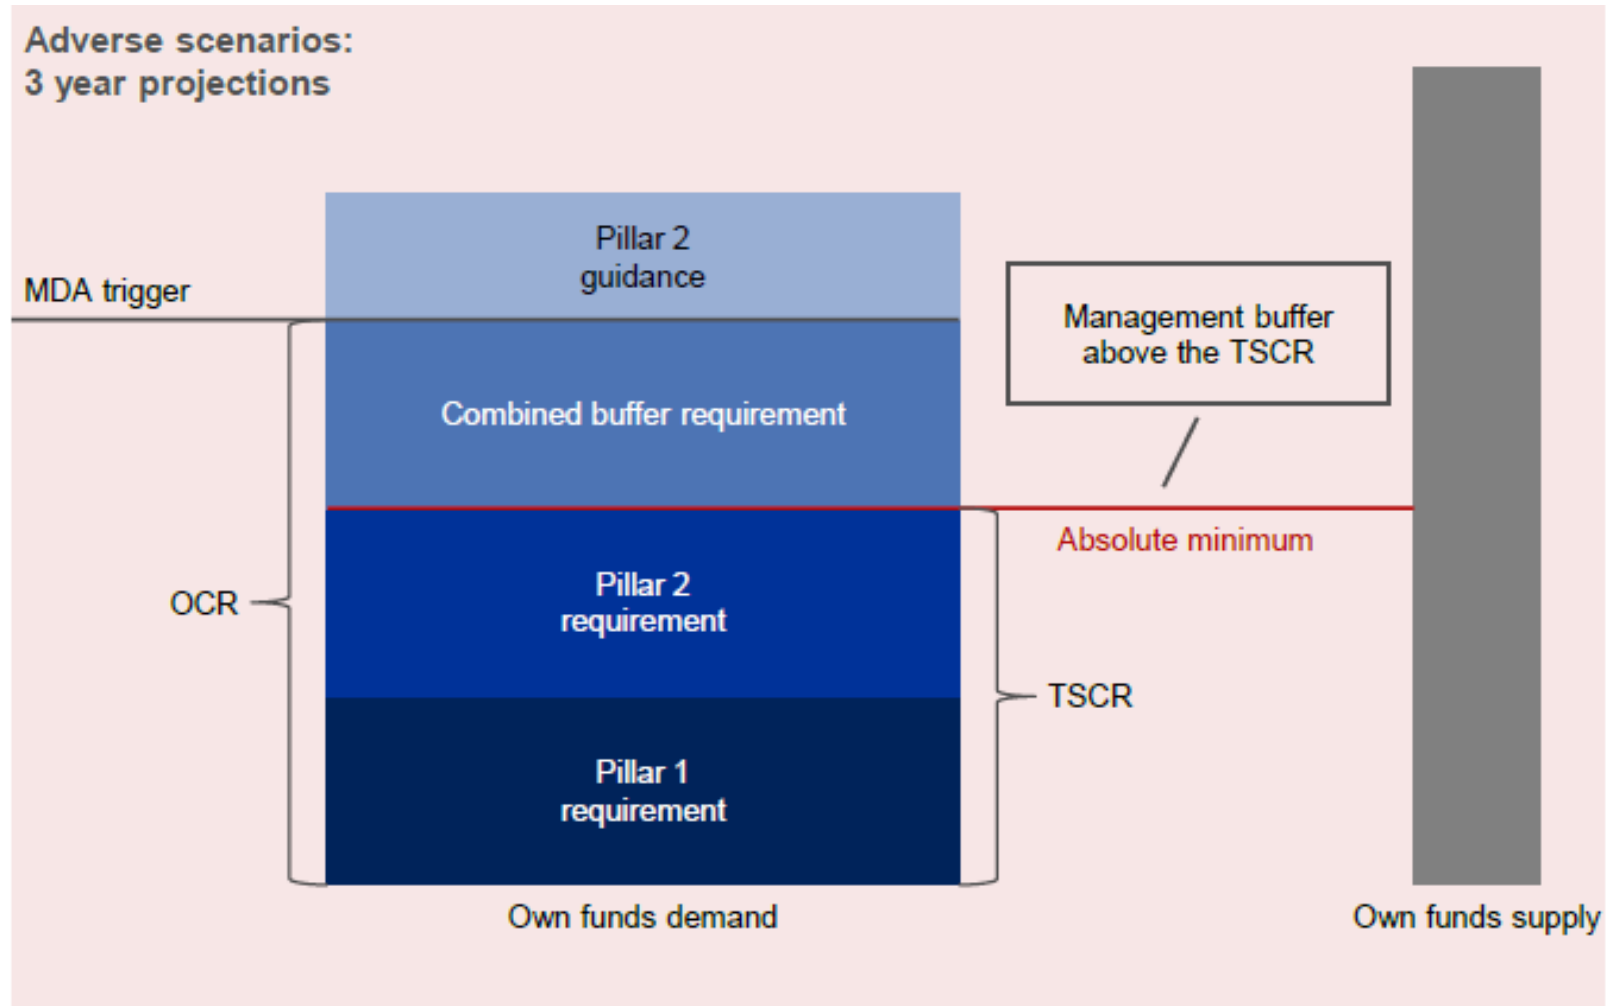 Adverse scenarios:
3 year projections
Pillar 2
guidance
MDA trigger
Management buffer
above the TSCR
Combined buffer requirement
Absolute minimum
Pillar 2
requirement
OCR
TSCR
Pillar 1
requirement
Own funds demand
Own funds supply